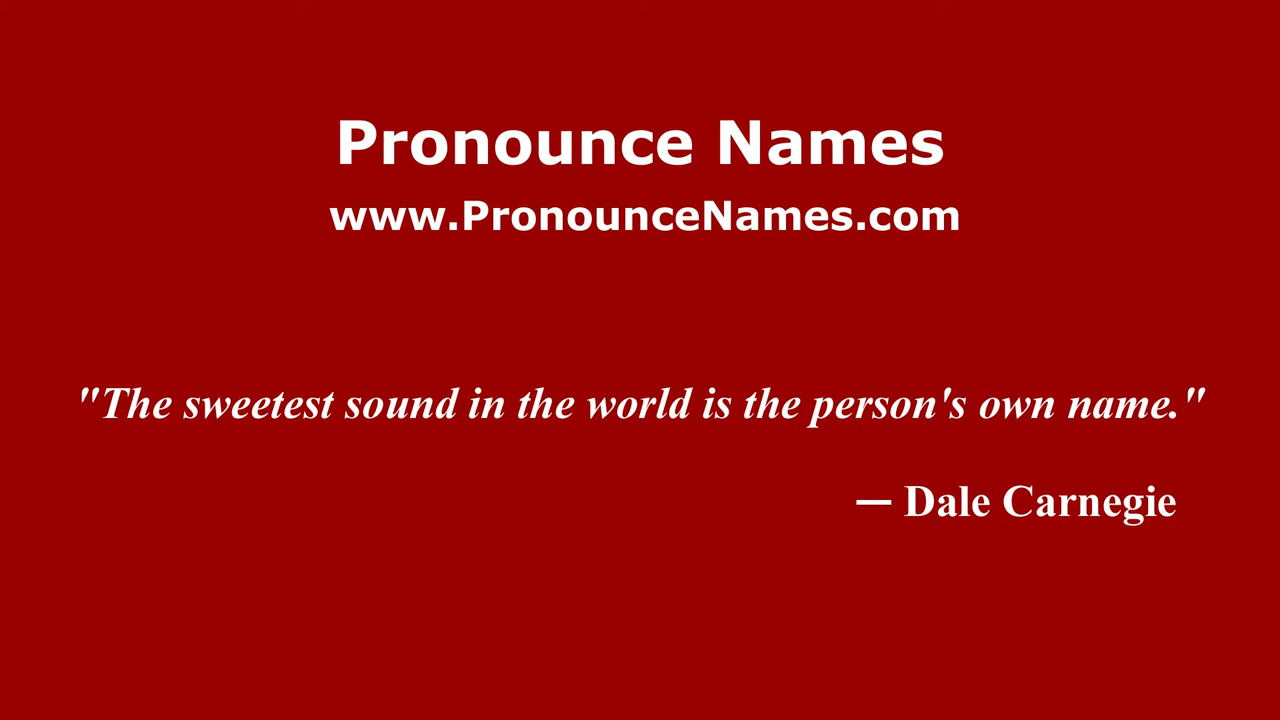 Pronounce Names
www.PronounceNames.com
"The sweetest sound in the world is the person's own name."
— Dale Carnegie